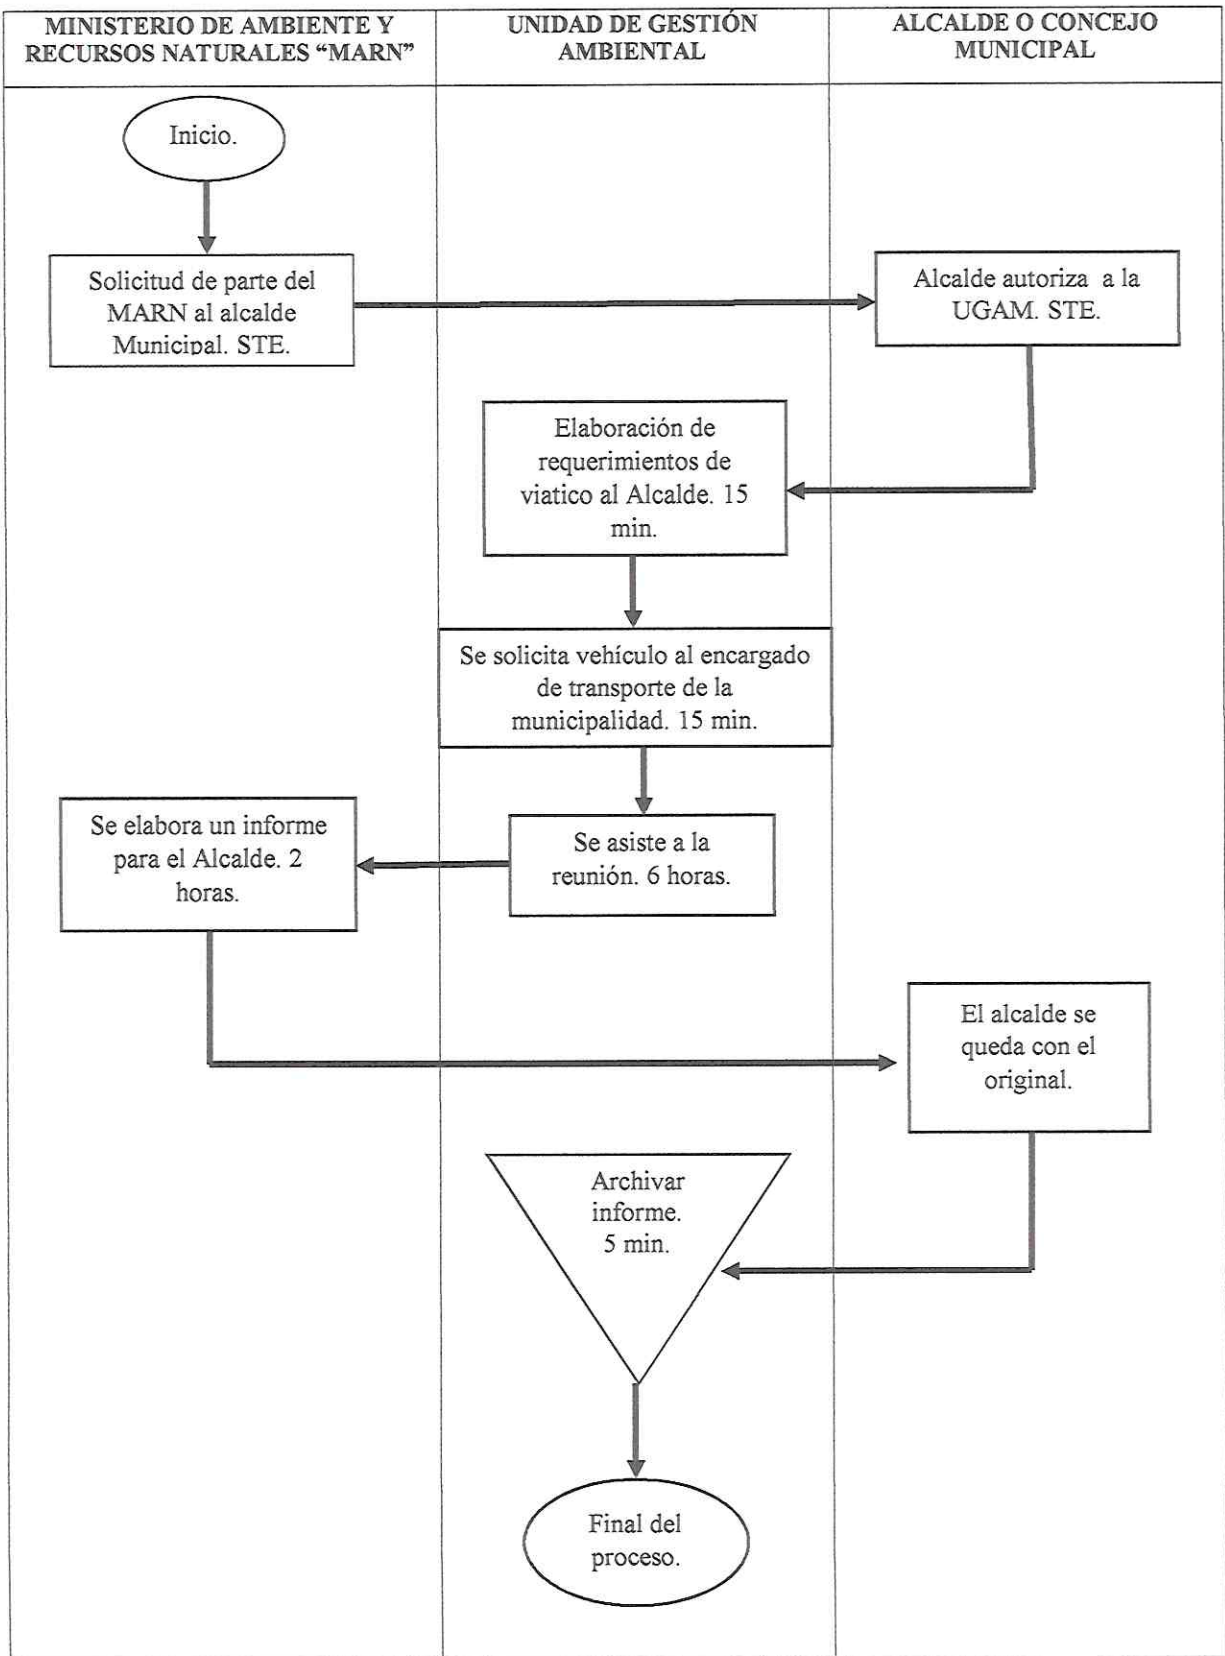 MINISTERIO DE AMBIENTE Y
RECURSOS NATURALES “MARN”
UNIDAD DE GESTIÓN
AMBIENTAL
ALCALDE O CONCEJO
MUNICIPAL
Inicio.
Solicitud de parte del
MARN al alcalde
Municipal. STE.
Alcalde autoriza a la
UGAM. STE.
Elaboración de
requerimientos de
viatico al Alcalde. 15
min.
Se solicita vehículo al encargado
de transporte de la
municipalidad. 15 min.
Se asiste a la
reunión. 6 horas.
Se elabora un informe
para el Alcalde. 2
horas.
El alcalde se
queda con el
original.
Archivar
informe.
5 min.
Final del
proceso.